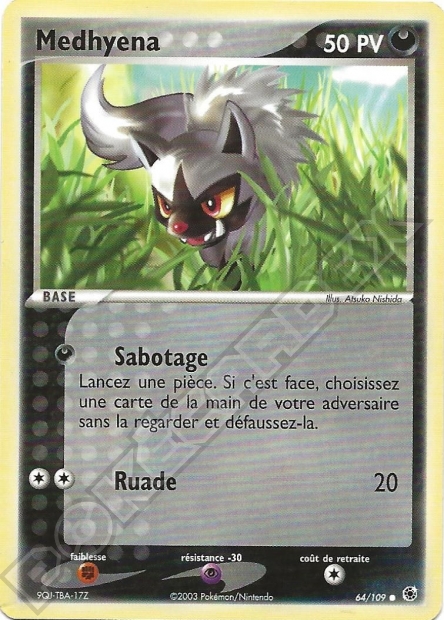 Medhyena 50 PV
BASE Illus. Atsuko Nishida
Sabotage
Lancez une pièce. Si c'est face, choisissez
une carte de la main de votre adversaire
sans la regarder et défaussez-la.
Ruade 20
faiblesse résistance -30 coût de retraite
9QJ-TBA-17Z ©2003 Pokémon/Nintendo 64/109